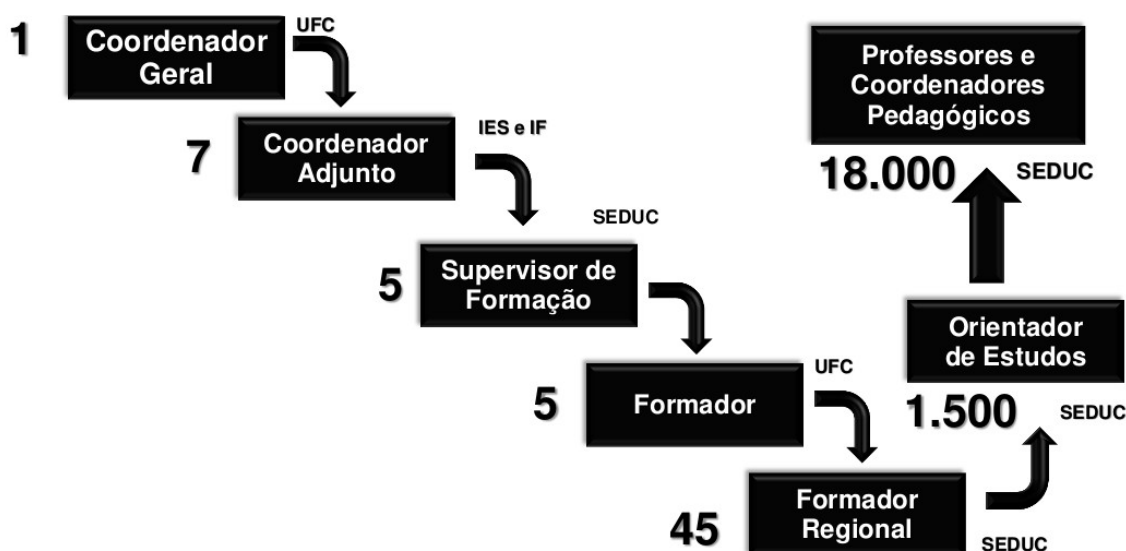 1
Coordenador
Geral
UFC
7
Coordenador
Adjunto
IES e IF
5
Supervisor de
Formação
SEDUC
5
Formador
UFC
45
Formador
Regional
SEDUC
Orientador
de Estudos
1.500
SEDUC
Professores e
Coordenadores
Pedagógicos
18.000
SEDUC